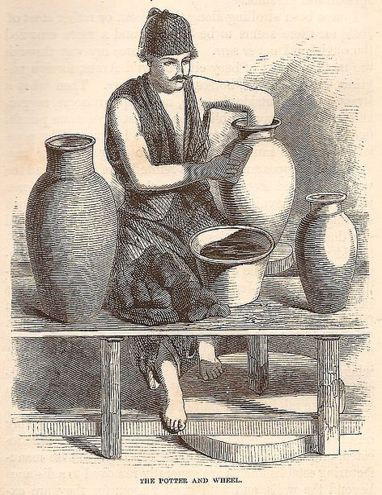 THE POTTER AND WHEEL.